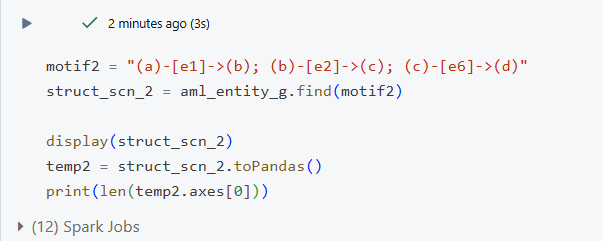 2 minutes ago (3s)
motif2 = "(a)-[e1]->(b); (b)-[e2]->(c); (c)-[e6]->(d)"
struct_scn_2 = aml_entity_g.find(motif2)
display(struct_scn_2)
temp2 = struct_scn_2.toPandas()
print(len(temp2.axes[0]))
(12) Spark Jobs